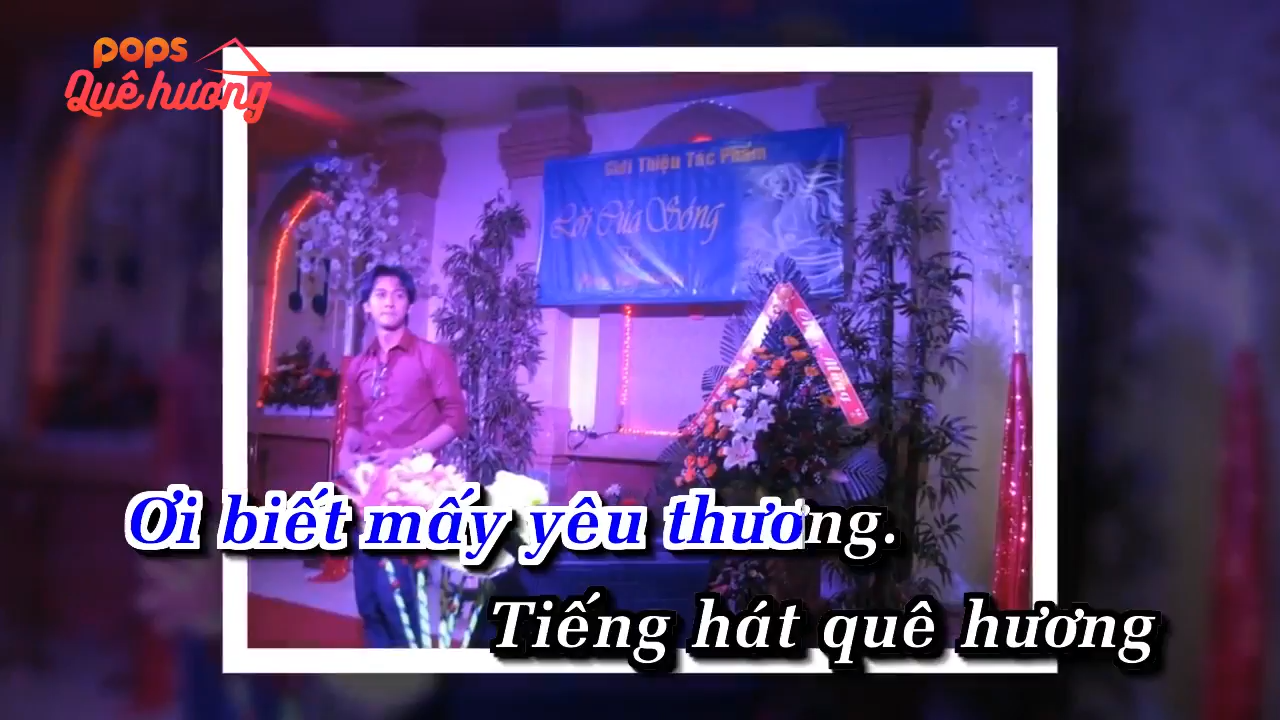 POPS
Quê hương
Giới Thiệu Tác Phẩm
Lời Của Sóng
Ơi biết mấy yêu thương.
Tiếng hát quê hương